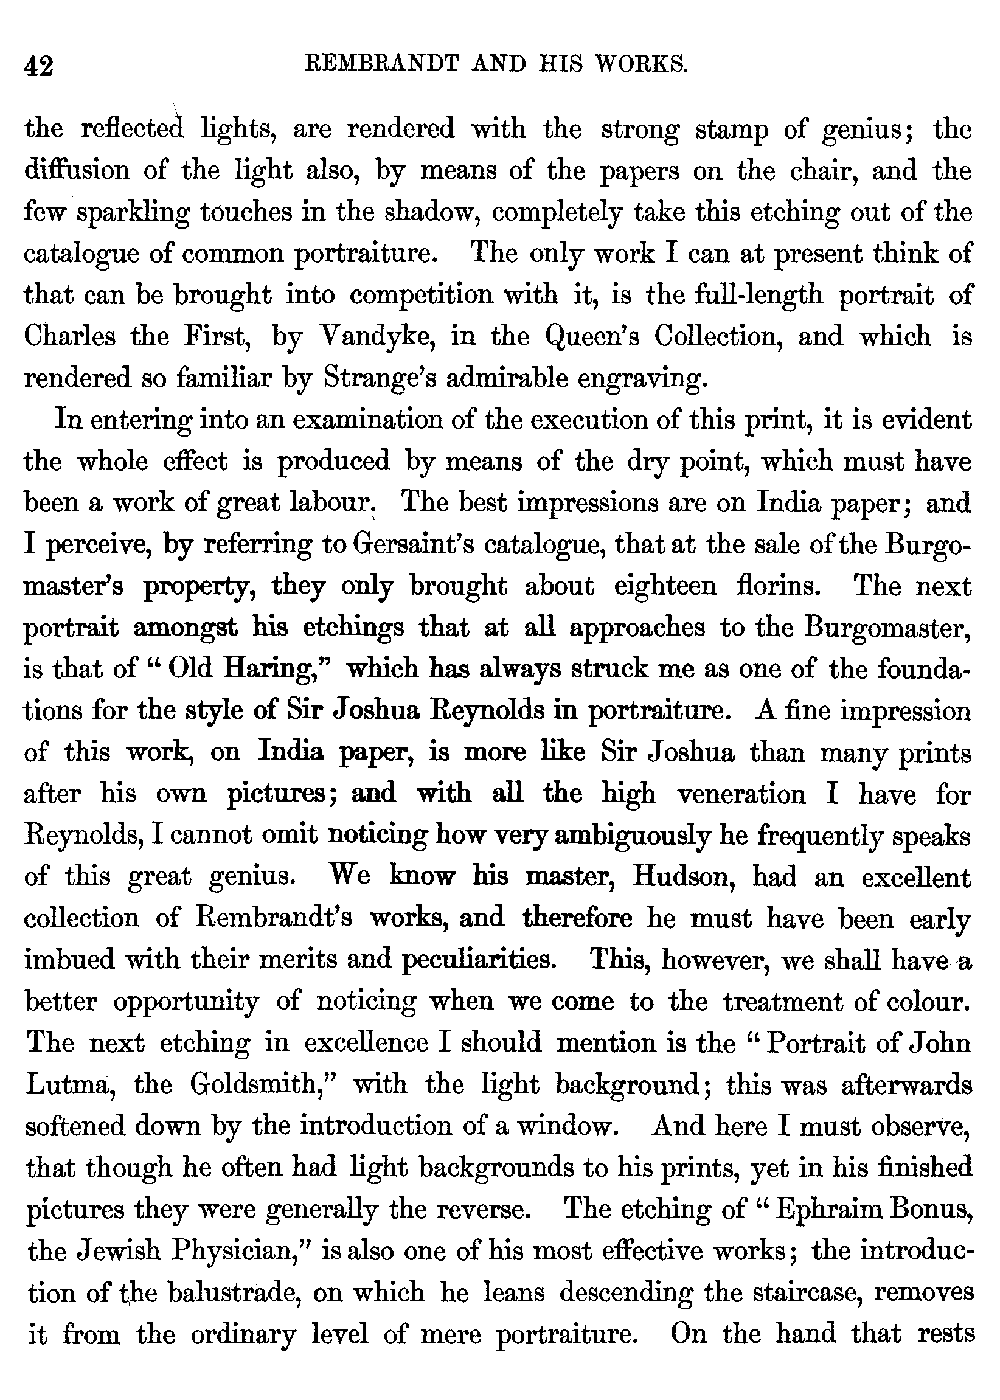 42 REMBRANDT AND HIS WORKS.
the reflected lights, are rendered with the strong stamp of genius; the
diffusion of the light also, by means of the papers on the chair, and the
few sparkling touches in the shadow, completely take this etching out of the
catalogue of common portraiture. The only work I can at present think of
that can be brought into competition with it, is the full-length portrait of
Charles the First, by Vandyke, in the Queen's Collection, and which is
rendered so familiar by Strange's admirable engraving.
In entering into an examination of the execution of this print, it is evident
the whole effect is produced by means of the dry point, which must have
been a work of great labour. The best impressions are on India paper; and
I perceive, by referring to Gersaint's catalogue, that at the sale of the Burgo-
master's property, they only brought about eighteen florins. The next
portrait amongst his etchings that at all approaches to the Burgomaster,
is that of "Old Haring," which has always struck me as one of the founda-
tions for the style of Sir Joshua Reynolds in portraiture. A fine impression
of this work, on India paper, is more like Sir Joshua than many prints
after his own pictures; and with all the high veneration I have for
Reynolds, I cannot omit noticing how very ambiguously he frequently speaks
of this great genius. We know his master, Hudson, had an excellent
collection of Rembrandt's works, and therefore he must have been early
imbued with their merits and peculiarities. This, however, we shall have a
better opportunity of noticing when we come to the treatment of colour.
The next etching in excellence I should mention is the "Portrait of John
Lutma, the Goldsmith," with the light background; this was afterwards
softened down by the introduction of a window. And here I must observe,
that though he often had light backgrounds to his prints, yet in his finished
pictures they were generally the reverse. The etching of "Ephraim Bonus,
the Jewish Physician," is also one of his most effective works; the introduc-
tion of the balustrade, on which he leans descending the staircase, removes
it from the ordinary level of mere portraiture. On the hand that rests